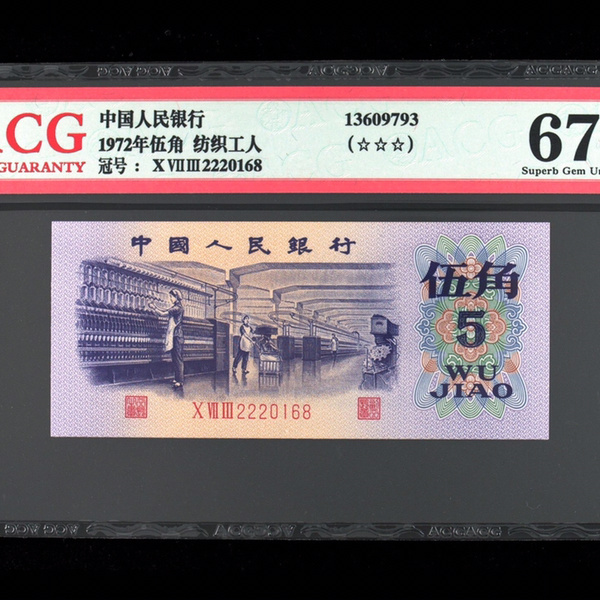 ACG
GUARANTY
中国人民银行
1972年伍角 纺织工人
冠号： X VII III 2220168
13609793
(☆☆☆)
67
Superb Gem Un
中國人民銀行
伍角
5
WU
JIAO
X VII III 2220168